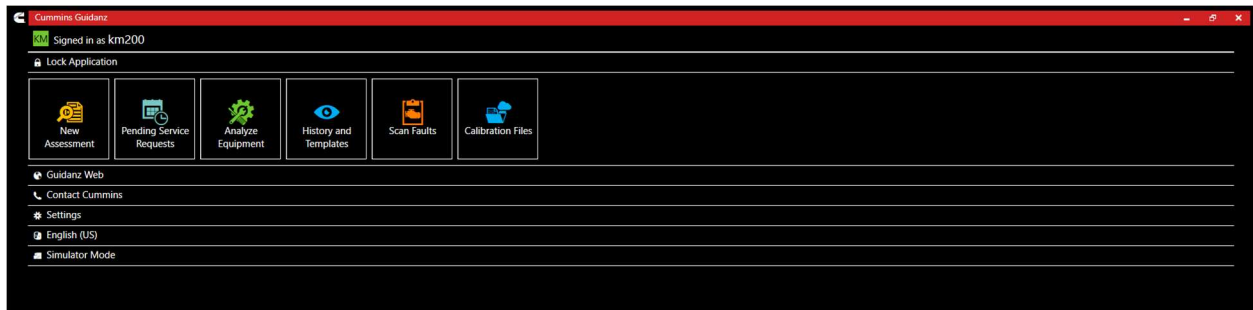 Cummins Guidanz
KM Signed in as km200
Lock Application
New Assessment
Pending Service Requests
Analyze Equipment
History and Templates
Scan Faults
Calibration Files
Guidanz Web
Contact Cummins
Settings
English (US)
Simulator Mode